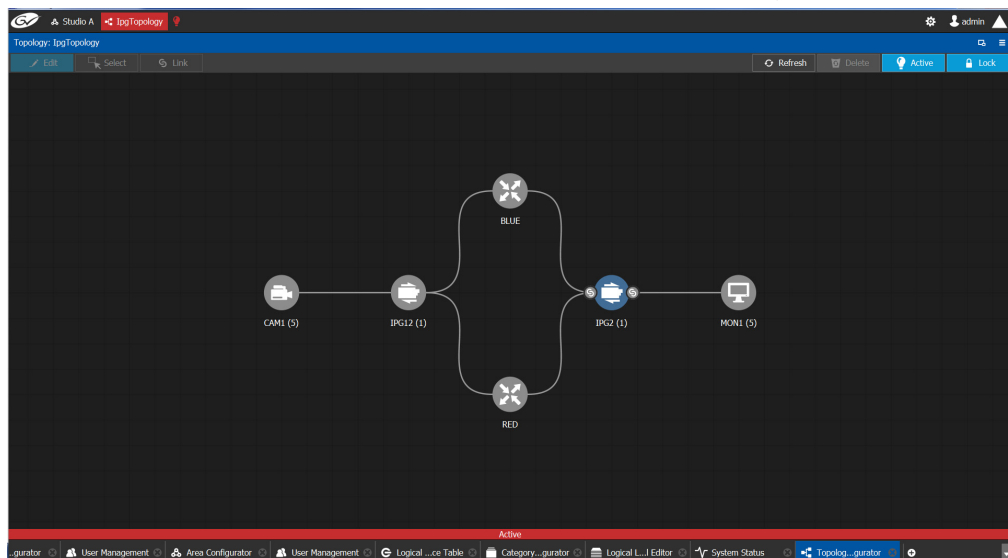 GV Studio A IpgTopology admin
Topology: IpgTopology
Edit Select Link Refresh Delete Active Lock
BLUE
CAM1 (5) IPG12 (1) IPG2 (1) MON1 (5)
RED
Active
..gurator User Management Area Configurator User Management Logical ...ce Table Category...gurator Logical L...l Editor System Status Topolog...gurator